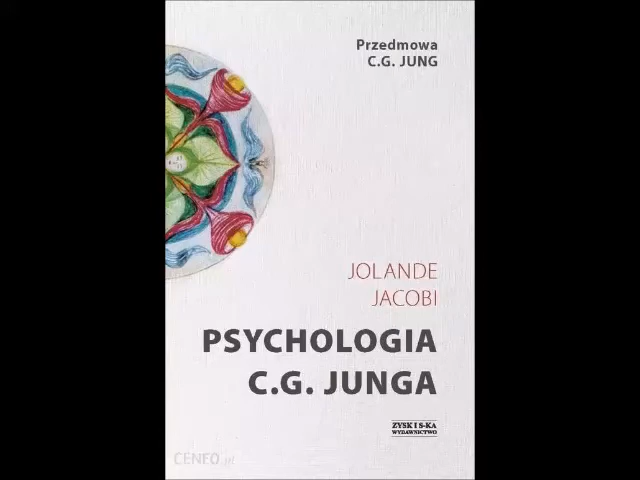 Przedmowa
C.G. JUNG
JOLANDE
JACOBI
PSYCHOLOGIA
C.G. JUNGA
ZYSK I S-KA
WYDAWNICTWO
CENEO.pl